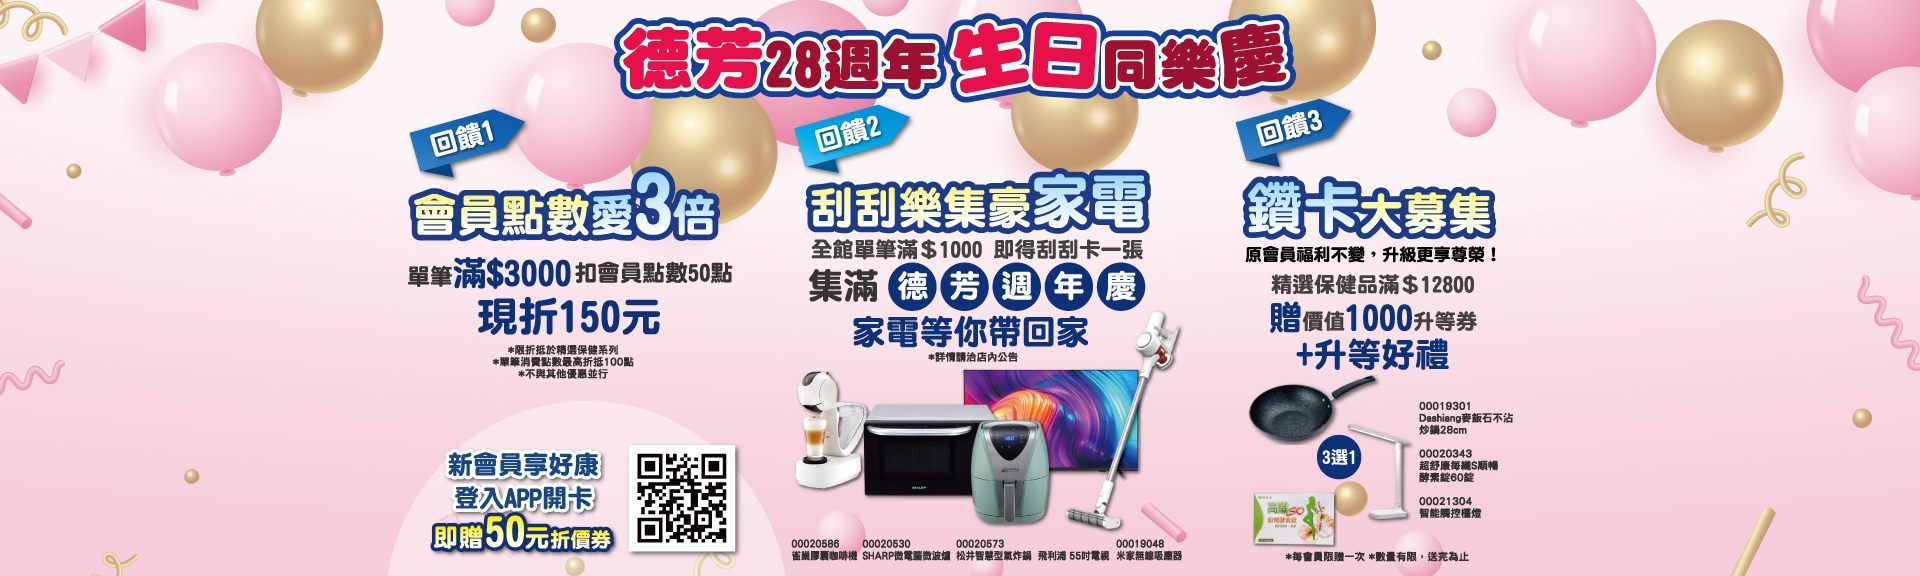 德芳28週年 生日同樂慶
回饋1
會員點數愛3倍
單筆滿$3000扣會員點數50點
現折150元
*限折抵於精選保健系列
*單筆消費點數最高折抵100點
*不與其他優惠並行
新會員享好康
登入APP開卡
即贈50元折價券
回饋2
刮刮樂集豪家電
全館單筆滿$1000 即得刮刮卡一張
集滿 德 芳 週 年 慶
家電等你帶回家
*詳情請洽店內公告
SHARP
00020586
雀巢膠囊咖啡機
00020530
SHARP微電腦微波爐
00020573
松井智慧型氣炸鍋
飛利浦 55吋電視
00019048
米家無線吸塵器
回饋3
鑽卡大募集
原會員福利不變，升級更享尊榮！
精選保健品滿$12800
贈價值1000升等券
+升等好禮
3選1
00019301
Dashiang麥飯石不沾
炒鍋28cm
00020343
超舒康每纖S順暢
酵素錠60錠
00021304
智能觸控檯燈
*每會員限贈一次 *數量有限，送完為止